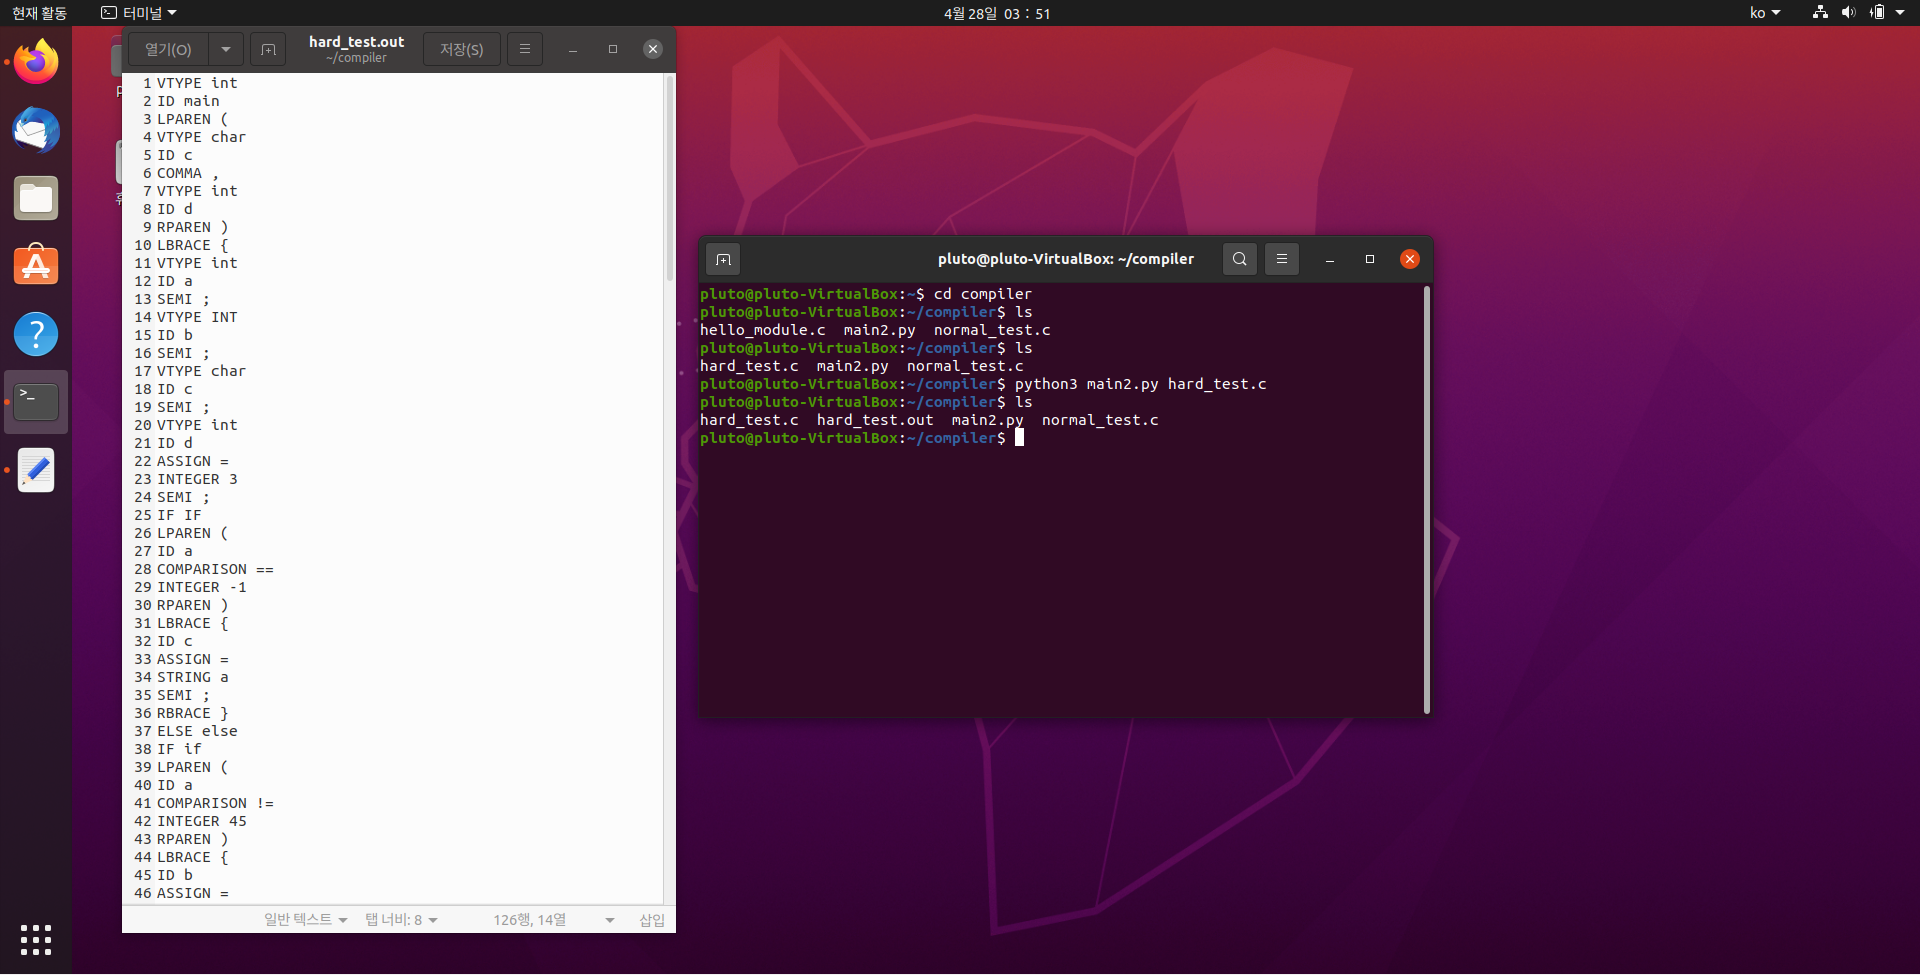 현재 활동
터미널
4월 28일 03 : 51
ko
열기(O)
hard_test.out
~/compiler
저장(S)
1 VTYPE int
2 ID main
3 LPAREN (
4 VTYPE char
5 ID c
6 COMMA ,
7 VTYPE int
8 ID d
9 RPAREN )
10 LBRACE {
11 VTYPE int
12 ID a
13 SEMI ;
14 VTYPE INT
15 ID b
16 SEMI ;
17 VTYPE char
18 ID c
19 SEMI ;
20 VTYPE int
21 ID d
22 ASSIGN =
23 INTEGER 3
24 SEMI ;
25 IF IF
26 LPAREN (
27 ID a
28 COMPARISON ==
29 INTEGER -1
30 RPAREN )
31 LBRACE {
32 ID c
33 ASSIGN =
34 STRING a
35 SEMI ;
36 RBRACE }
37 ELSE else
38 IF if
39 LPAREN (
40 ID a
41 COMPARISON !=
42 INTEGER 45
43 RPAREN )
44 LBRACE {
45 ID b
46 ASSIGN =
일반 텍스트 탭 너비: 8 126행, 14열 삽입
pluto@pluto-VirtualBox: ~/compiler
pluto@pluto-VirtualBox:~$ cd compiler
pluto@pluto-VirtualBox:~/compiler$ ls
hello_module.c  main2.py  normal_test.c
pluto@pluto-VirtualBox:~/compiler$ ls
hard_test.c  main2.py  normal_test.c
pluto@pluto-VirtualBox:~/compiler$ python3 main2.py hard_test.c
pluto@pluto-VirtualBox:~/compiler$ ls
hard_test.c  hard_test.out  main2.py  normal_test.c
pluto@pluto-VirtualBox:~/compiler$